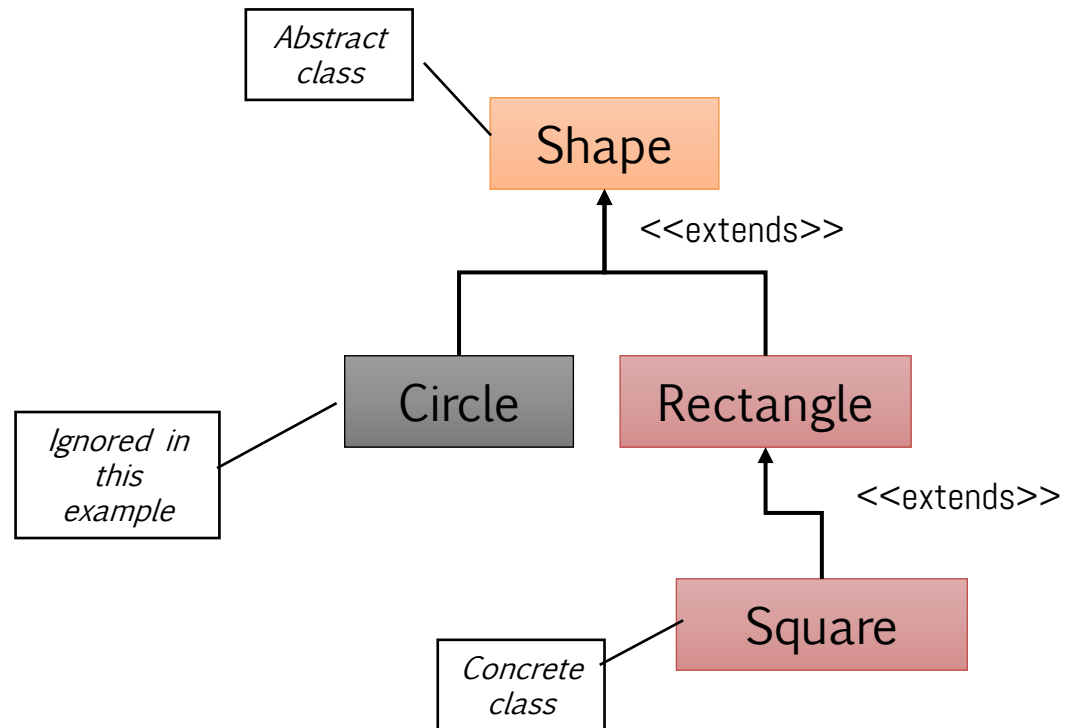 Abstract
class
Shape
<<extends>>
Circle
Rectangle
Ignored in
this
example
<<extends>>
Square
Concrete
class